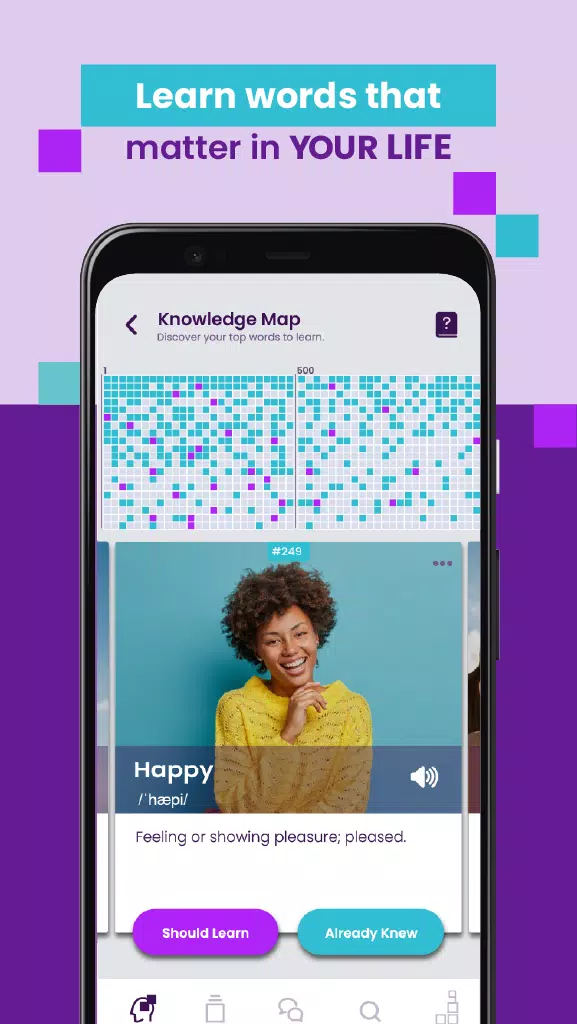 Learn words that
matter in YOUR LIFE
Knowledge Map
Discover your top words to learn.
?
1
500
#249
Happy
/ˈhæpi/
Feeling or showing pleasure; pleased.
Should Learn
Already Knew